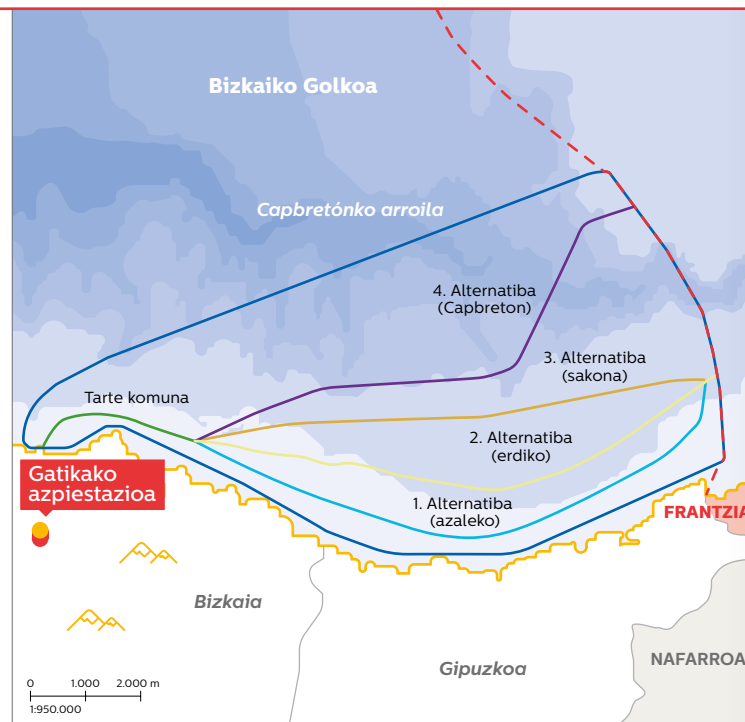 Bizkaiko Golkoa
Capbretónko arroila
4. Alternatiba
(Capbreton)
3. Alternatiba
(sakona)
Tarte komuna
2. Alternatiba
(erdiko)
Gatikako
azpiestazioa
1. Alternatiba
(azaleko)
FRANTZIA
Bizkaia
Gipuzkoa
NAFARROA
0 1.000 2.000 m
1:950.000